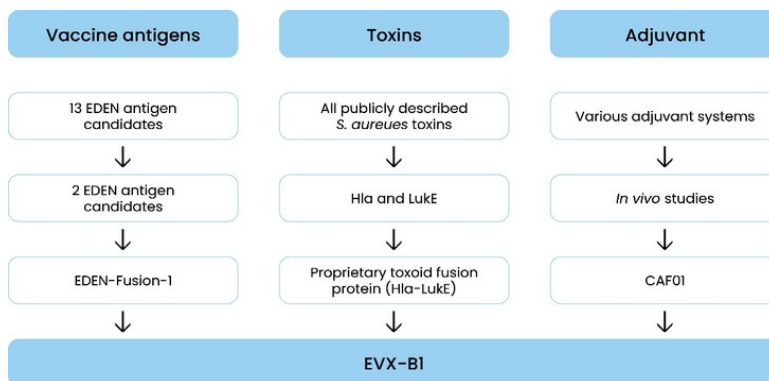 Vaccine antigens
Toxins
Adjuvant
13 EDEN antigen
candidates
All publicly described
S. aureues toxins
Various adjuvant systems
2 EDEN antigen
candidates
Hla and LukE
In vivo studies
EDEN-Fusion-1
Proprietary toxoid fusion
protein (Hla-LukE)
CAF01
EVX-B1